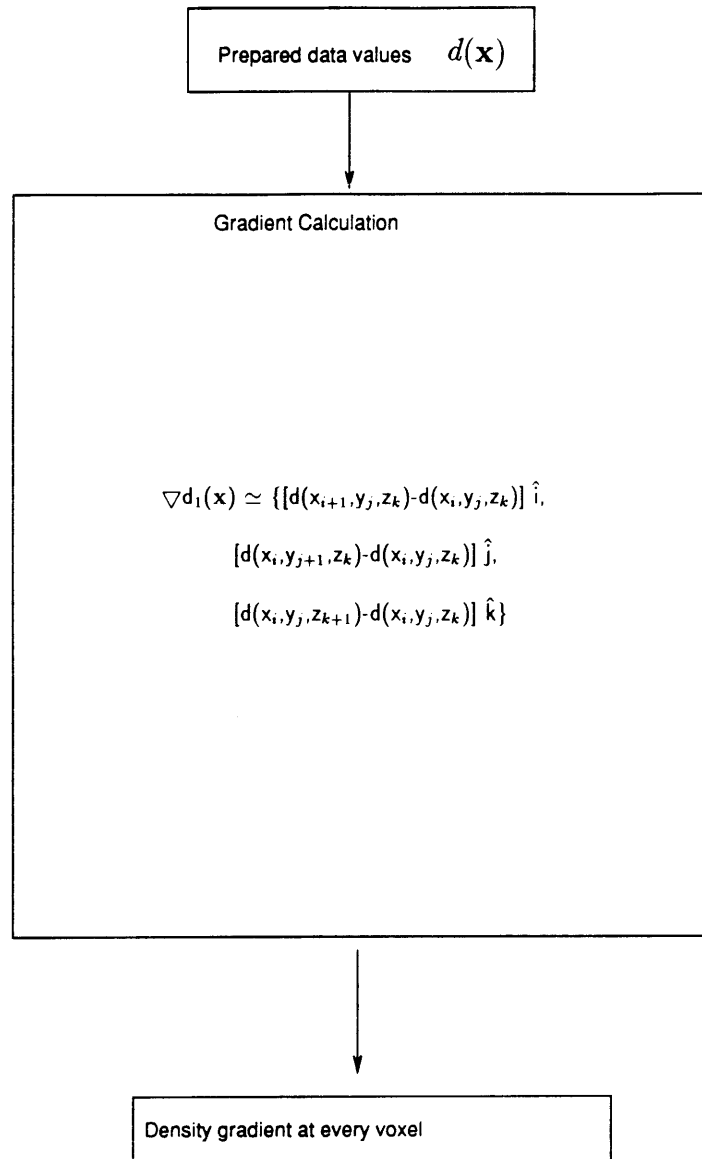 Prepared data values d(𝐱)
Gradient Calculation
▽d₁(𝐱) ≃ {[d(xᵢ₊₁,yⱼ,zₖ)-d(xᵢ,yⱼ,zₖ)] î,
[d(xᵢ,yⱼ₊₁,zₖ)-d(xᵢ,yⱼ,zₖ)] ĵ,
[d(xᵢ,yⱼ,zₖ₊₁)-d(xᵢ,yⱼ,zₖ)] k̂}
Density gradient at every voxel